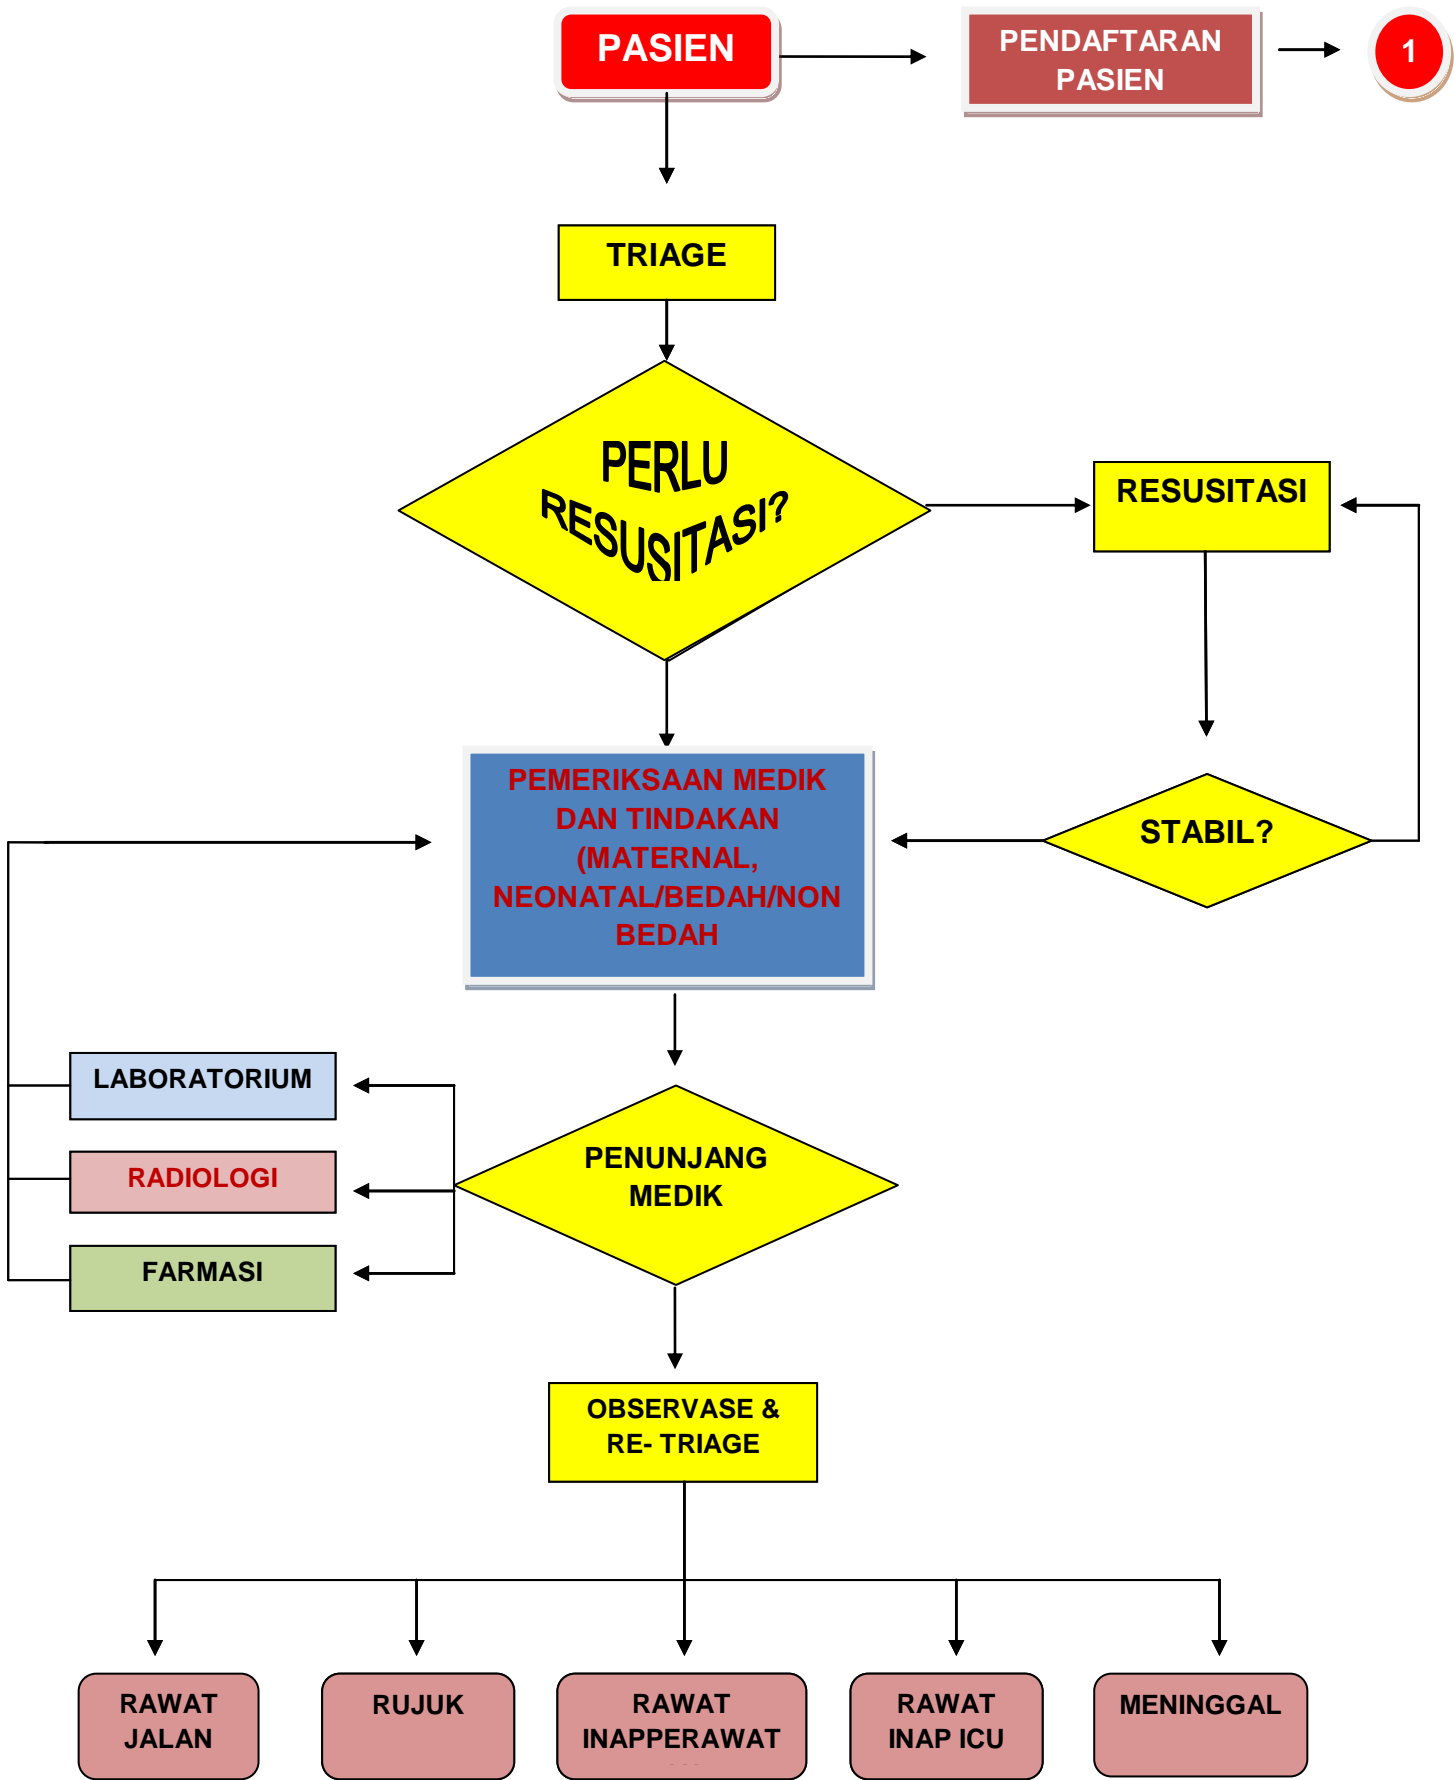 PASIEN
PENDAFTARAN
PASIEN
1
TRIAGE
PERLU
RESUSITASI?
RESUSITASI
PEMERIKSAAN MEDIK
DAN TINDAKAN
(MATERNAL,
NEONATAL/BEDAH/NON
BEDAH
STABIL?
LABORATORIUM
RADIOLOGI
FARMASI
PENUNJANG
MEDIK
OBSERVASE &
RE- TRIAGE
RAWAT
JALAN
RUJUK
RAWAT
INAPPERAWAT
RAWAT
INAP ICU
MENINGGAL